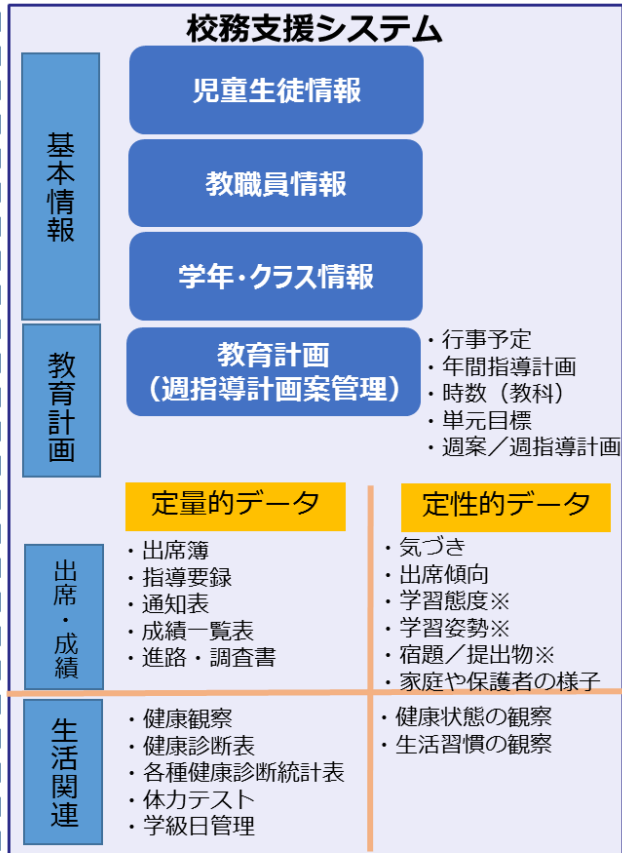 校務支援システム
基本情報
児童生徒情報
教職員情報
学年・クラス情報
教育計画
教育計画
（週指導計画案管理）
・行事予定
・年間指導計画
・時数（教科）
・単元目標
・週案／週指導計画
定量的データ
定性的データ
出席・成績
・出席簿
・指導要録
・通知表
・成績一覧表
・進路・調査書
・気づき
・出席傾向
・学習態度※
・学習姿勢※
・宿題／提出物※
・家庭や保護者の様子
生活関連
・健康観察
・健康診断表
・各種健康診断統計表
・体力テスト
・学級日管理
・健康状態の観察
・生活習慣の観察